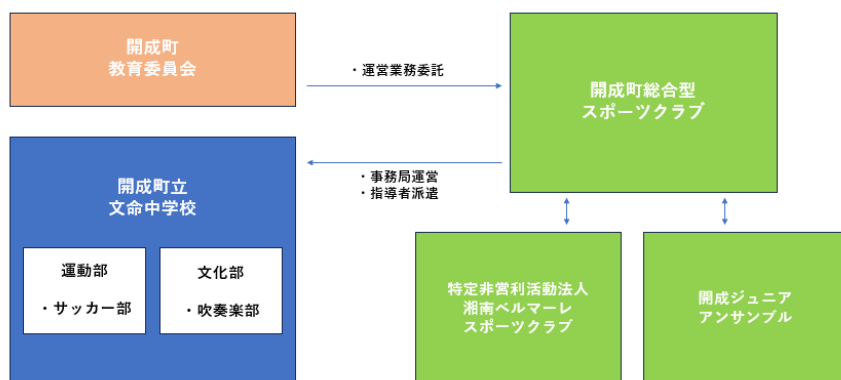 開成町
教育委員会
・運営業務委託
開成町総合型
スポーツクラブ
・事務局運営
・指導者派遣
開成町立
文命中学校
運動部
・サッカー部
文化部
・吹奏楽部
特定非営利活動法人
湘南ベルマーレ
スポーツクラブ
開成ジュニア
アンサンブル